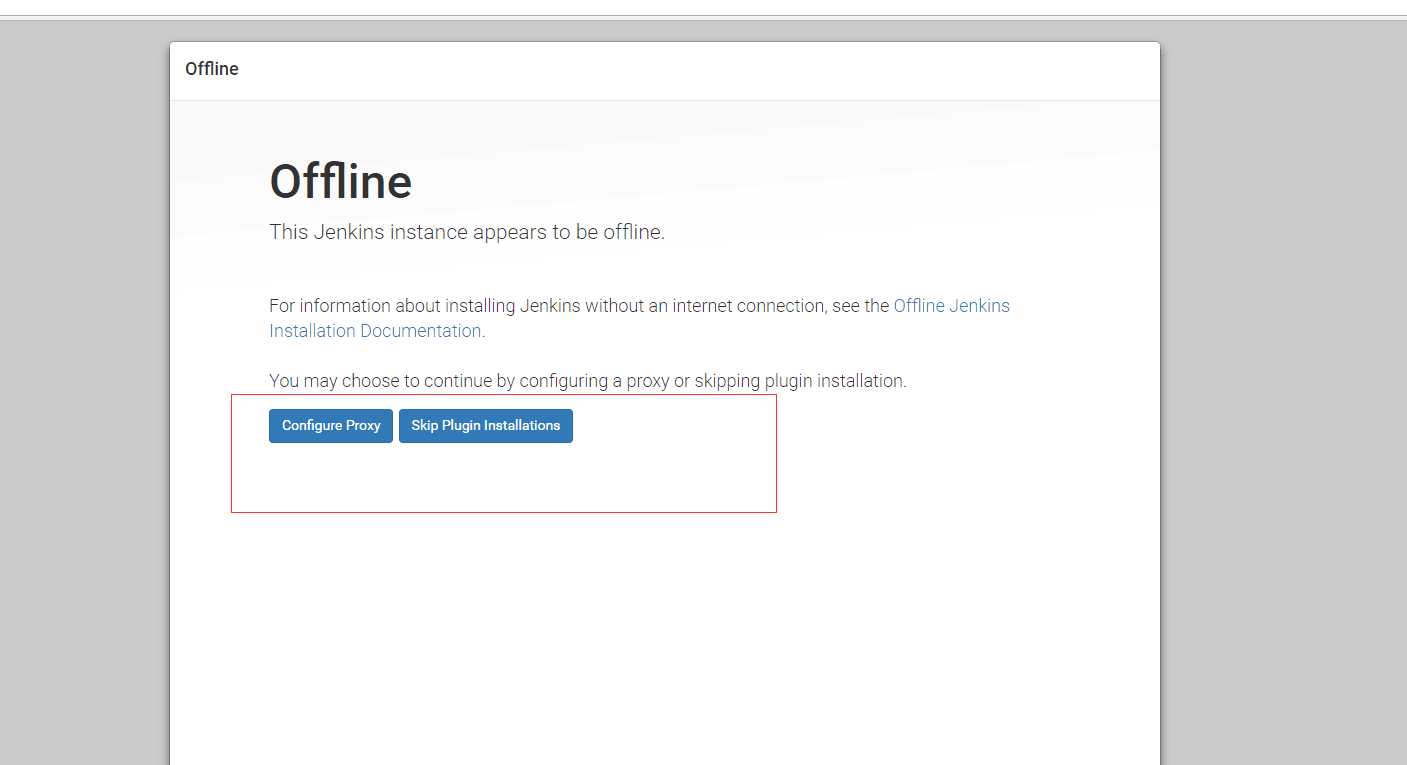 Offline
Offline
This Jenkins instance appears to be offline.
For information about installing Jenkins without an internet connection, see the Offline Jenkins
Installation Documentation.
You may choose to continue by configuring a proxy or skipping plugin installation.
Configure Proxy Skip Plugin Installations